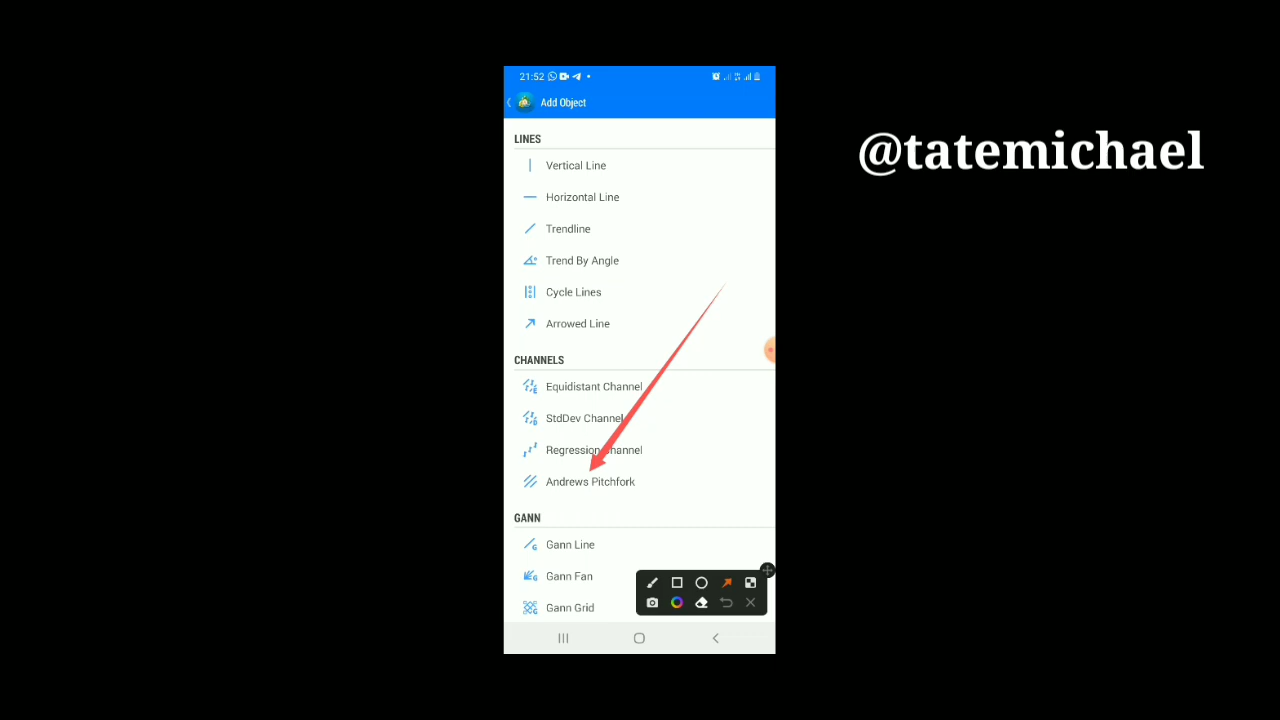 21:52
Add Object
@tatemichael
LINES
Vertical Line
Horizontal Line
Trendline
Trend By Angle
Cycle Lines
Arrowed Line
CHANNELS
Equidistant Channel
StdDev Channel
Regression Channel
Andrews Pitchfork
GANN
Gann Line
Gann Fan
Gann Grid